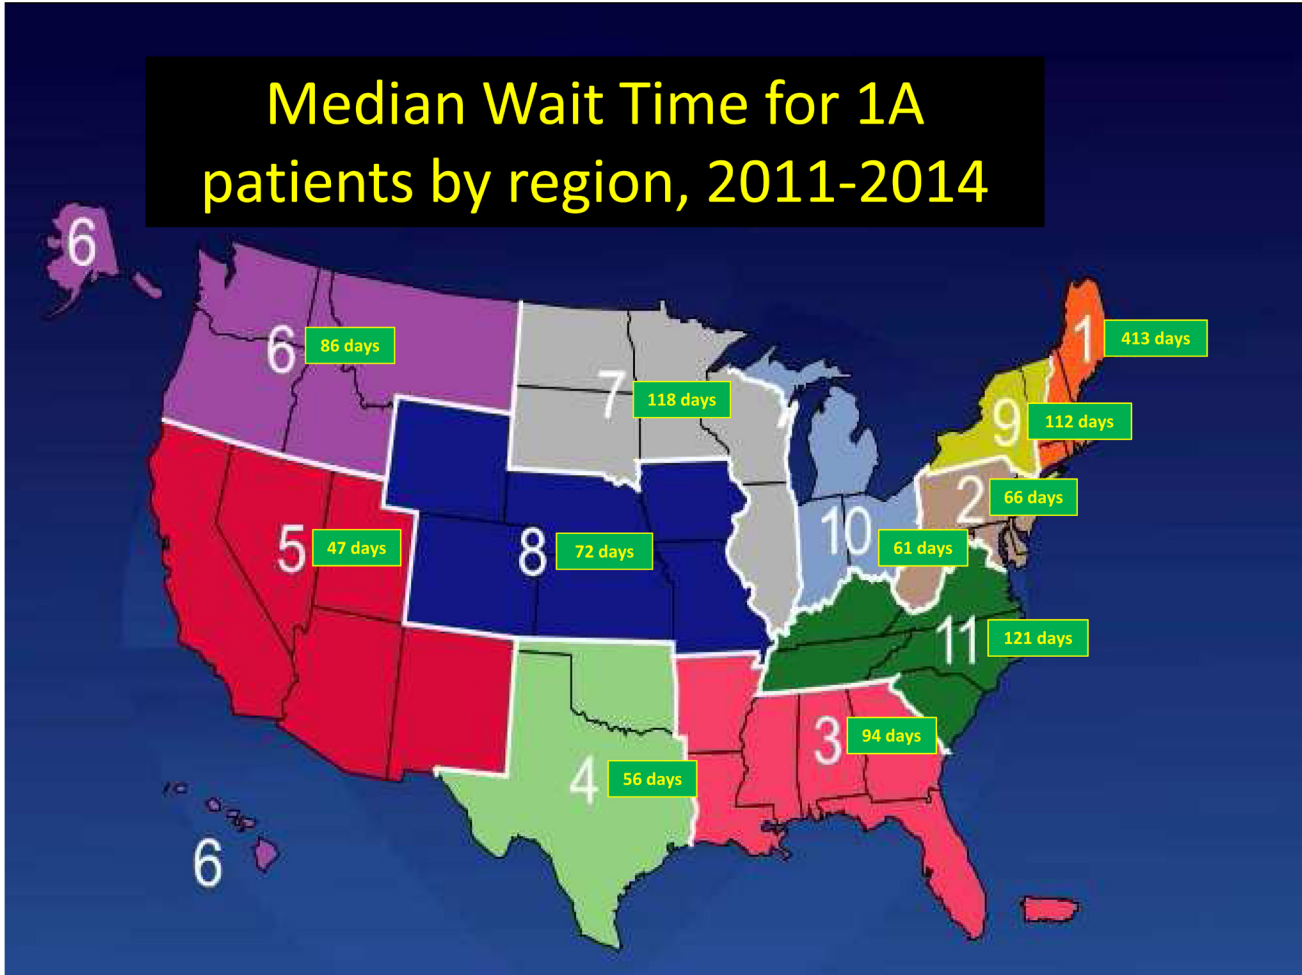 Median Wait Time for 1A
patients by region, 2011-2014
6
6 86 days
7 118 days
1 413 days
9 112 days
2 66 days
5 47 days
8 72 days
10 61 days
11 121 days
3 94 days
4 56 days
6